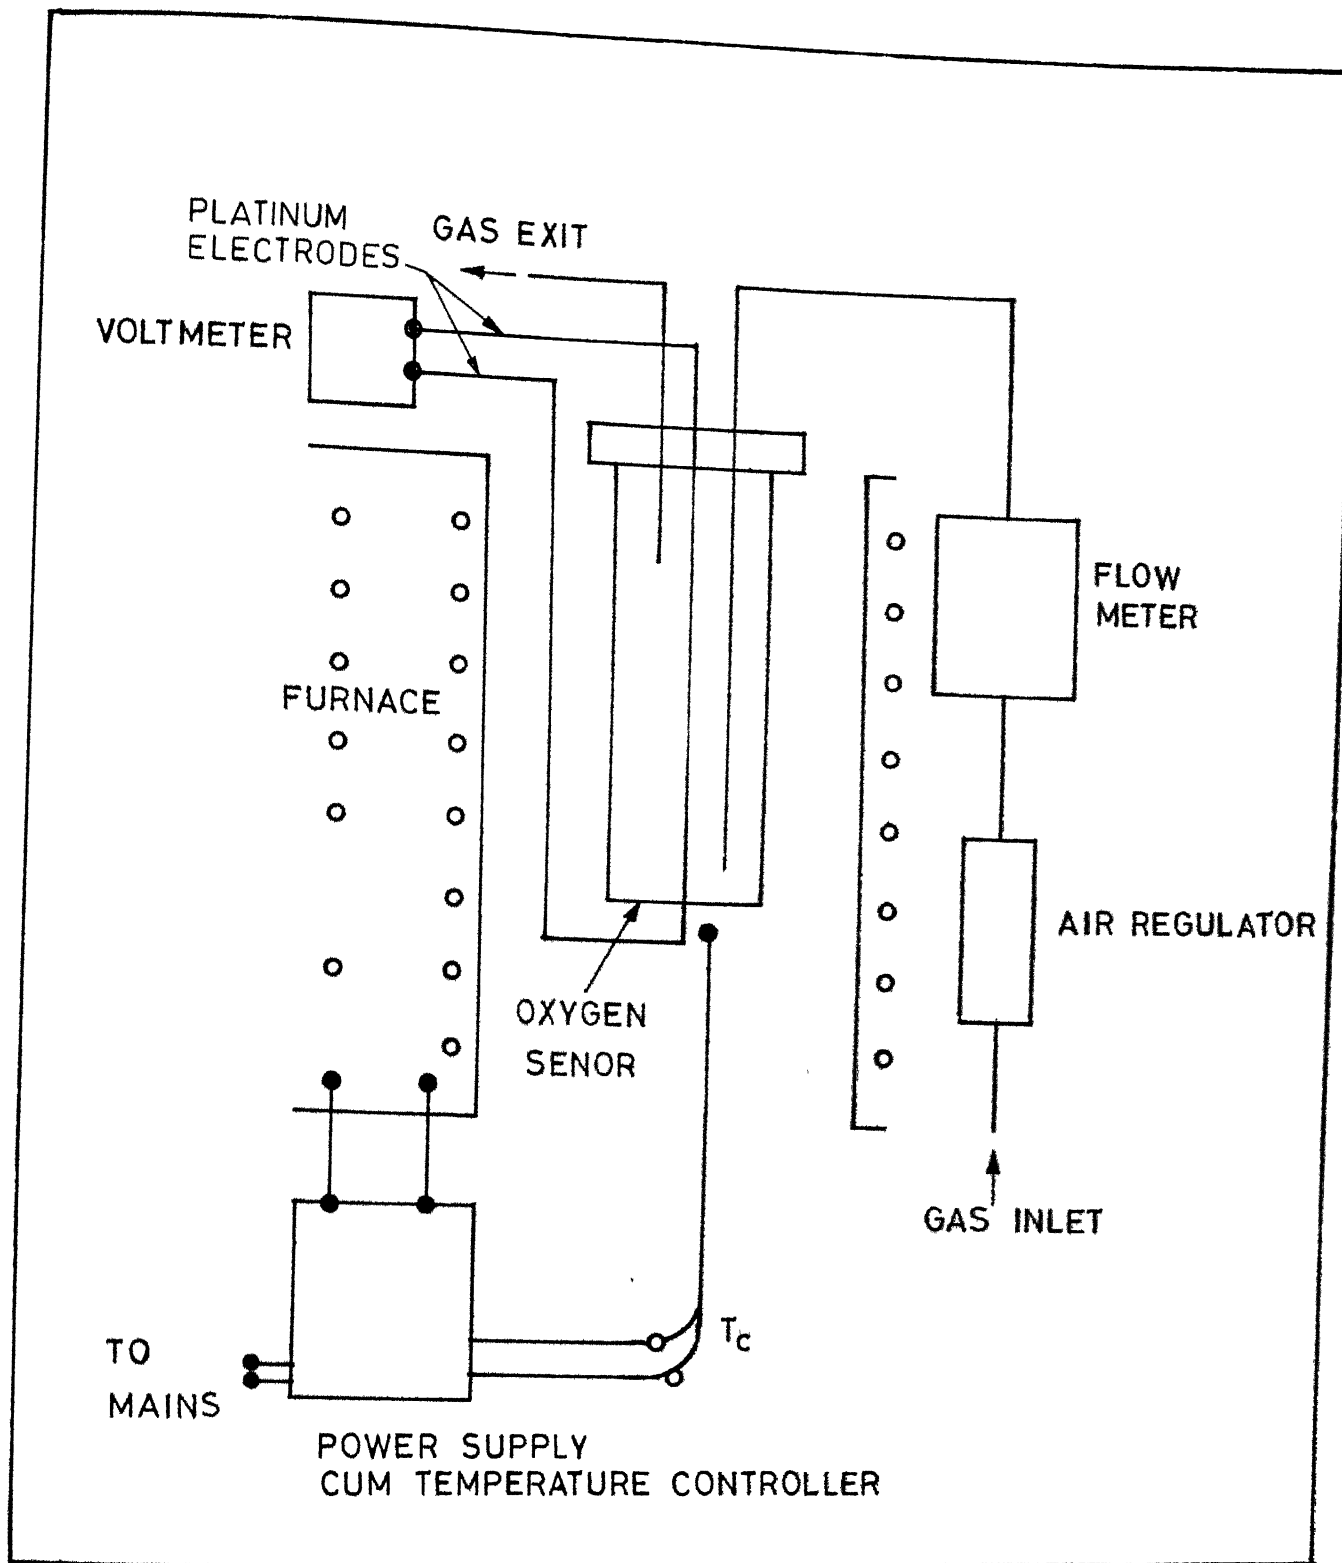 PLATINUM
ELECTRODES
GAS EXIT
VOLTMETER
FLOW
METER
FURNACE
AIR REGULATOR
OXYGEN
SENOR
GAS INLET
Tc
TO
MAINS
POWER SUPPLY
CUM TEMPERATURE CONTROLLER